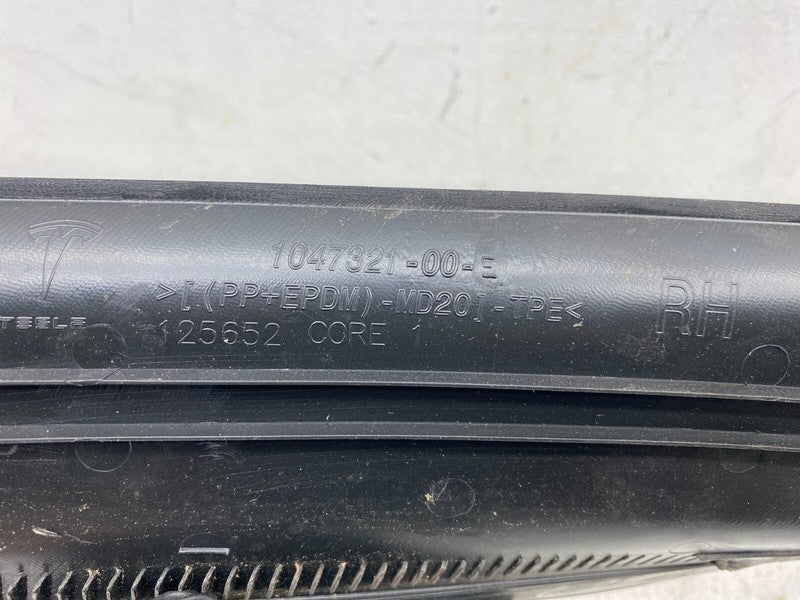 1047321-00-E
>[(PP+EPDM)-MD20]-TPE<
125652 CORE 1
RH
TESLA